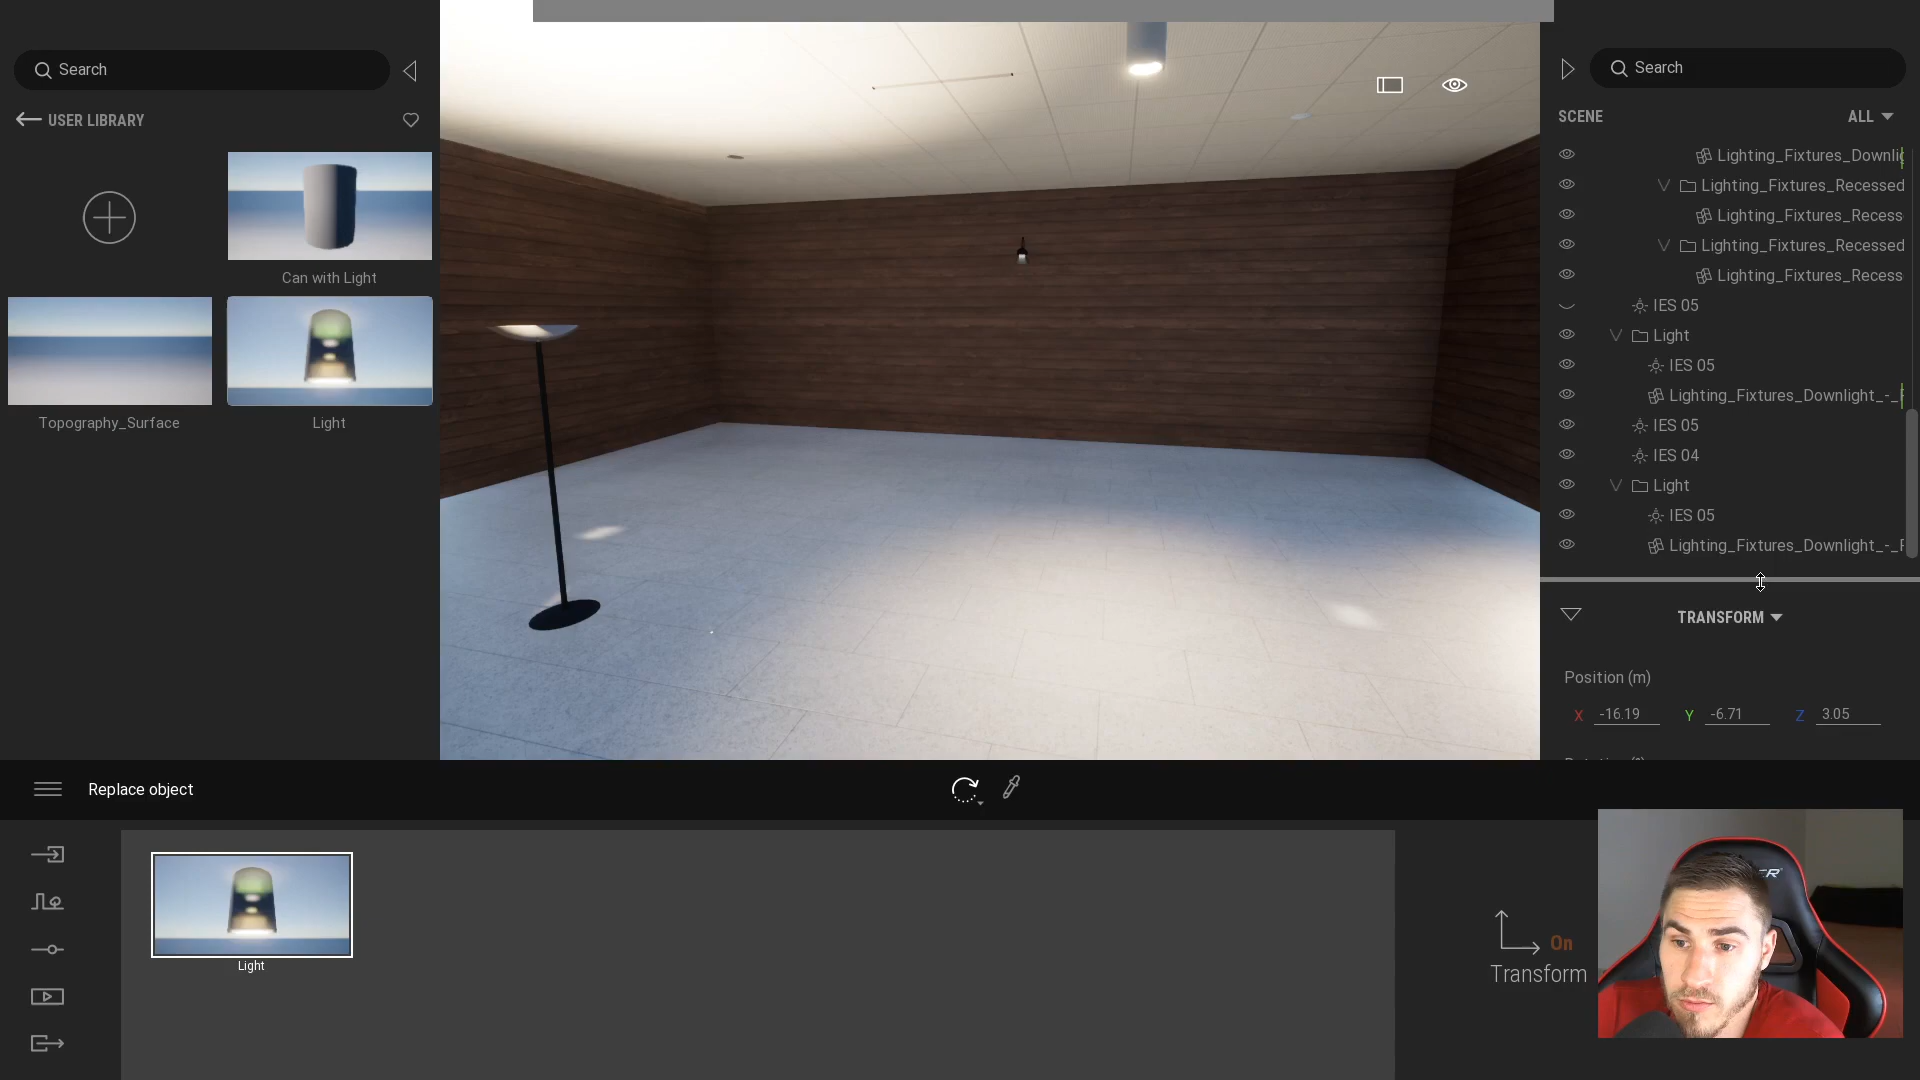 Search
USER LIBRARY
Can with Light
Topography_Surface
Light
Search
SCENE
ALL
Lighting_Fixtures_Downli
Lighting_Fixtures_Recessed
Lighting_Fixtures_Recess
Lighting_Fixtures_Recessed
Lighting_Fixtures_Recess
IES 05
Light
IES 05
Lighting_Fixtures_Downlight_-_
IES 05
IES 04
Light
IES 05
Lighting_Fixtures_Downlight_-_F
TRANSFORM
Position (m)
X -16.19 Y -6.71 Z 3.05
Replace object
Light
On
Transform